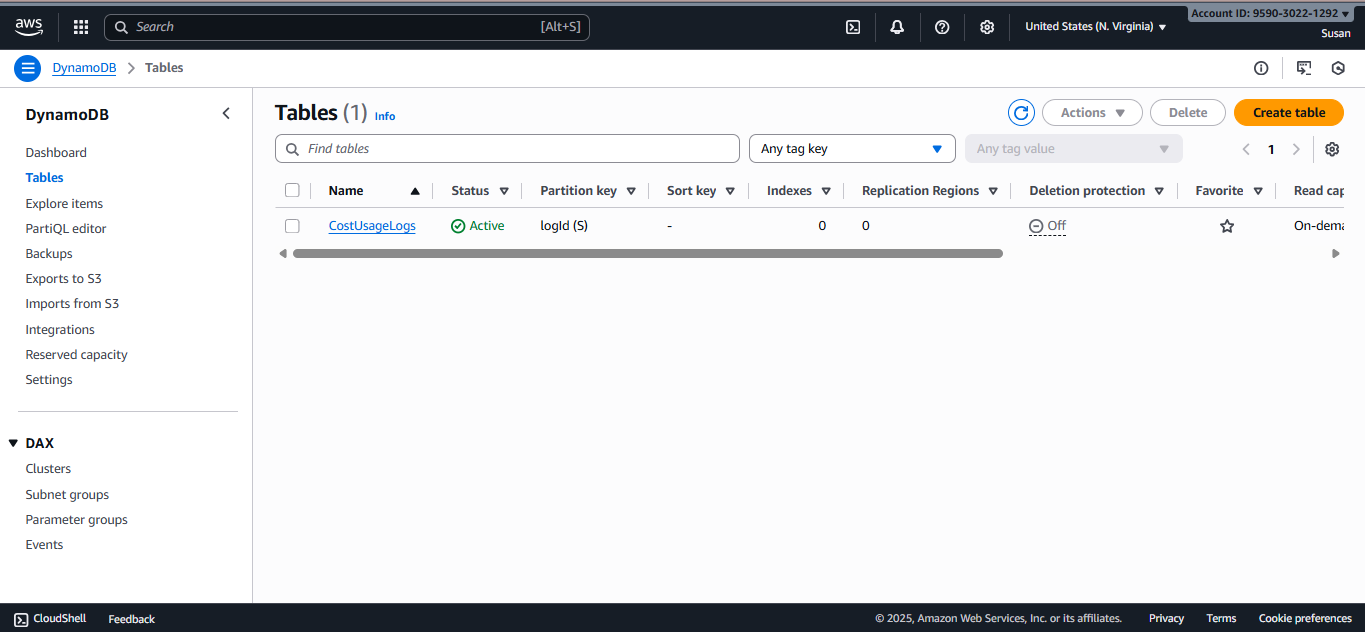 aws
Search [Alt+S]
United States (N. Virginia)
Account ID: 9590-3022-1292
Susan
DynamoDB > Tables
DynamoDB
Dashboard
Tables
Explore items
PartiQL editor
Backups
Exports to S3
Imports from S3
Integrations
Reserved capacity
Settings
DAX
Clusters
Subnet groups
Parameter groups
Events
Tables (1) Info
Actions
Delete
Create table
Find tables
Any tag key
Any tag value
1
Name Status Partition key Sort key Indexes Replication Regions Deletion protection Favorite Read cap
CostUsageLogs Active logId (S) - 0 0 Off On-dema
CloudShell Feedback © 2025, Amazon Web Services, Inc. or its affiliates. Privacy Terms Cookie preferences